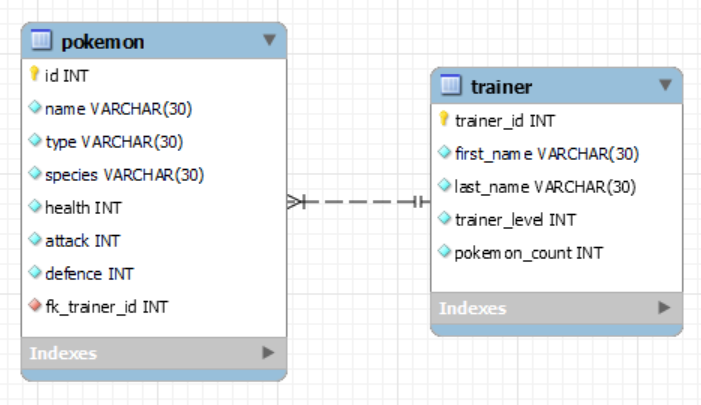 pokemon
id INT
name VARCHAR(30)
type VARCHAR(30)
species VARCHAR(30)
health INT
attack INT
defence INT
fk_trainer_id INT
Indexes
trainer
trainer_id INT
first_name VARCHAR(30)
last_name VARCHAR(30)
trainer_level INT
pokemon_count INT
Indexes